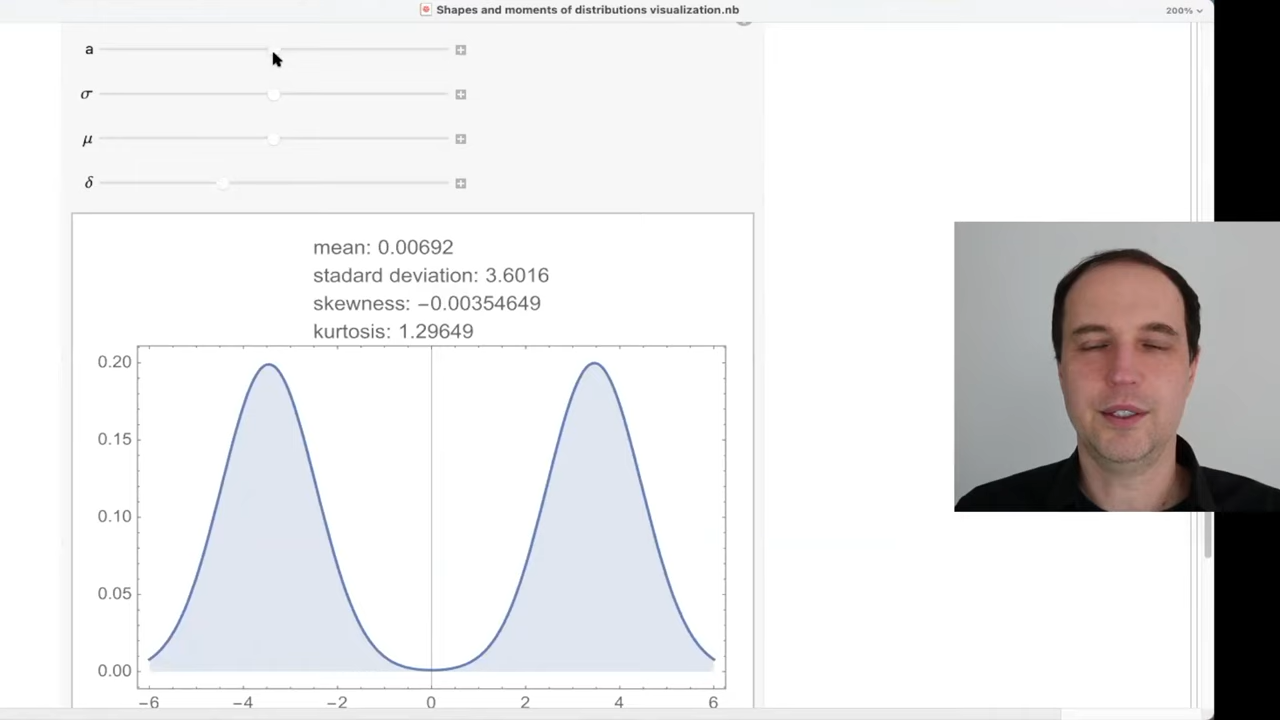 Shapes and moments of distributions visualization.nb
200%
a
σ
μ
δ
mean: 0.00692
stadard deviation: 3.6016
skewness: −0.00354649
kurtosis: 1.29649
0.20
0.15
0.10
0.05
0.00
−6 −4 −2 0 2 4 6